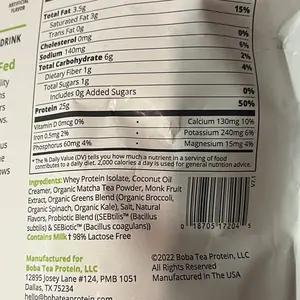 ARTIFICIAL
FLAVOR
DRINK
Fed
Total Fat 3.5g
Saturated Fat 3g 15%
Trans Fat 0g
Cholesterol 0mg 0%
Sodium 140mg 6%
Total Carbohydrate 6g 2%
Dietary Fiber 1g 4%
Total Sugars 1g
Includes 0g Added Sugars 0%
Protein 25g 50%
Vitamin D 0mcg 0% • Calcium 130mg 10%
Iron 0.5mg 2% • Potassium 240mg 6%
Phosphorus 60mg 4% • Magnesium 15mg 4%
* The % Daily Value (DV) tells you how much a nutrient in a serving of food
contributes to a daily diet. 2,000 calories a day is used for general nutrition advice.
Ingredients: Whey Protein Isolate, Coconut Oil
Creamer, Organic Matcha Tea Powder, Monk Fruit
Extract, Organic Greens Blend (Organic Broccoli,
Organic Spinach, Organic Kale), Salt, Natural
Flavors, Probiotic Blend ((SEBtilis™ (Bacillus
subtilis) & SEBiotic™ (Bacillus coagulans))
Contains Milk † 98% Lactose Free
V7.1
0 18705 17204 5
Manufactured for
Boba Tea Protein, LLC
12895 Josey Lane #124, PMB 1051
Dallas, TX 75234
hello@bobateaprotein.com
©2022 Boba Tea Protein, LLC
All Rights Reserved
Manufactured In The USA